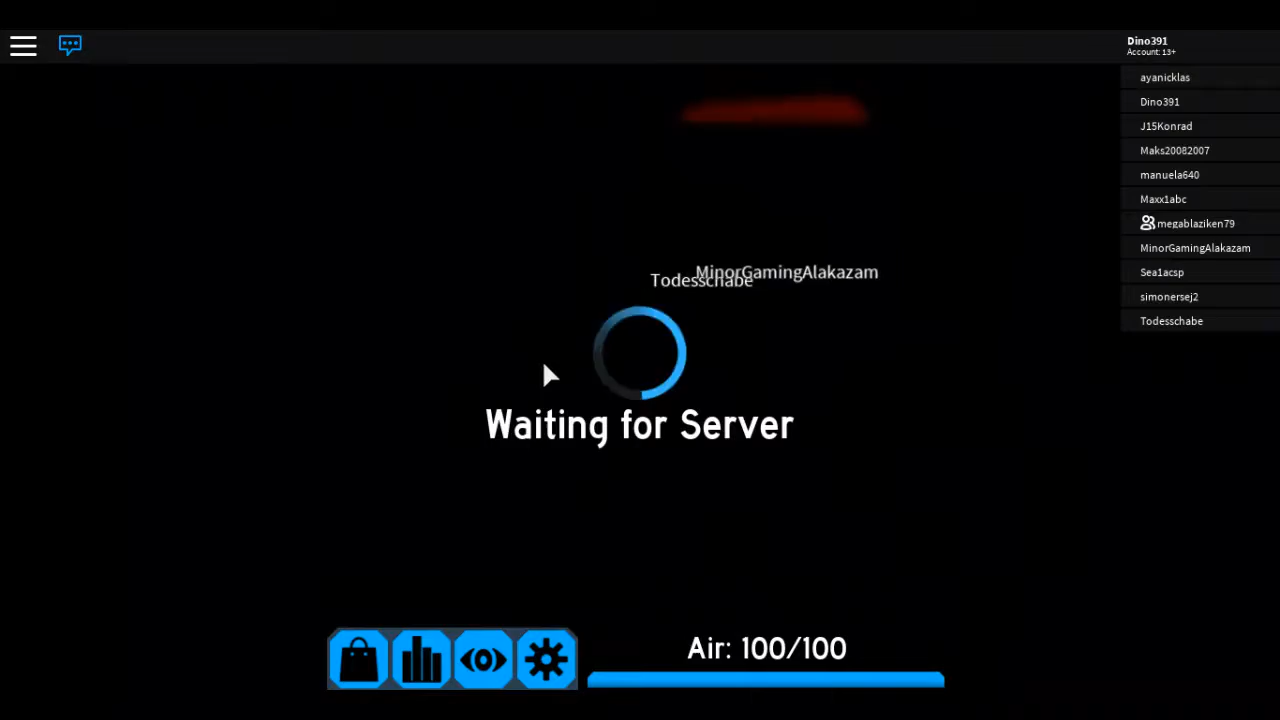 Dino391
Account: 13+
ayanicklas
Dino391
J15Konrad
Maks20082007
manuela640
Maxx1abc
megablaziken79
MinorGamingAlakazam
Sea1acsp
simonersej2
Todesschabe
MinorGamingAlakazam
Todesschabe
Waiting for Server
Air: 100/100